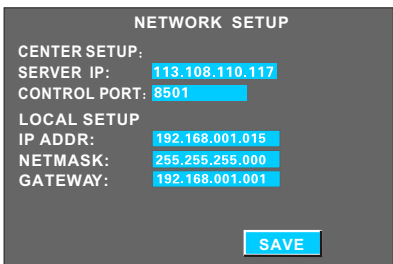 NETWORK SETUP
CENTER SETUP:
SERVER IP: 113.108.110.117
CONTROL PORT: 8501
LOCAL SETUP
IP ADDR: 192.168.001.015
NETMASK: 255.255.255.000
GATEWAY: 192.168.001.001
SAVE